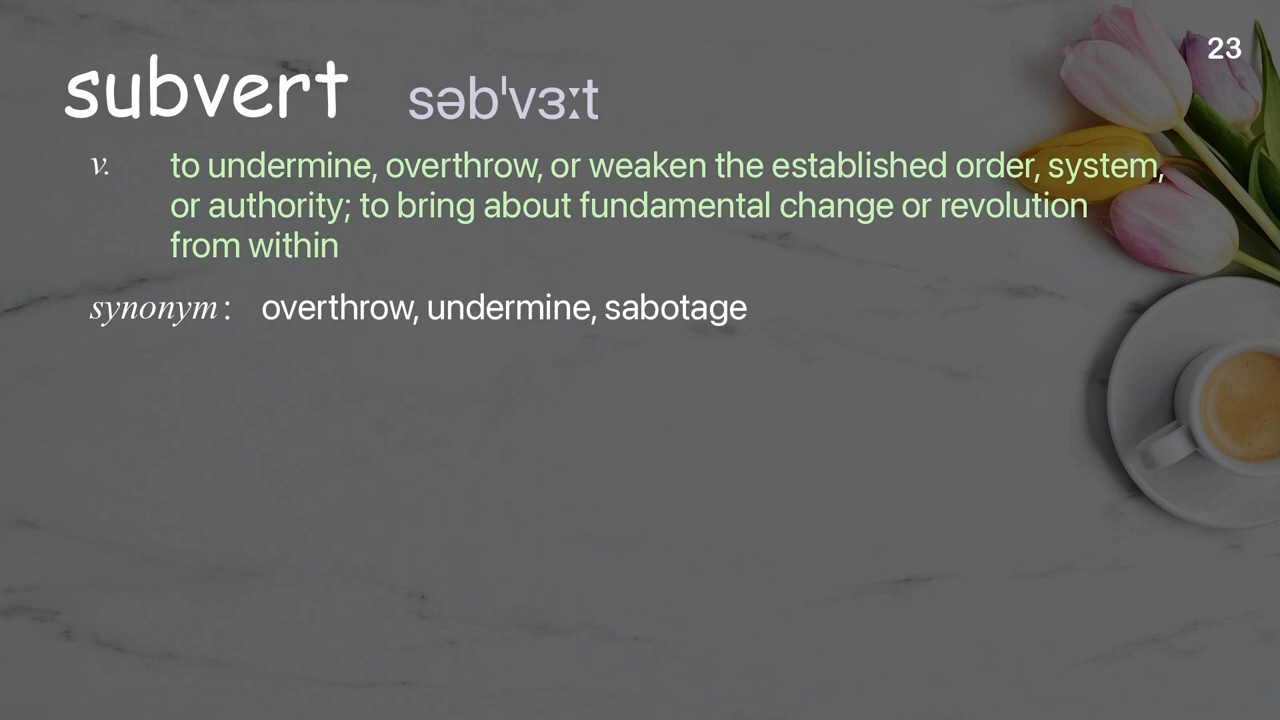 23
subvert səbˈvɜːt
v. to undermine, overthrow, or weaken the established order, system,
or authority; to bring about fundamental change or revolution
from within
synonym : overthrow, undermine, sabotage